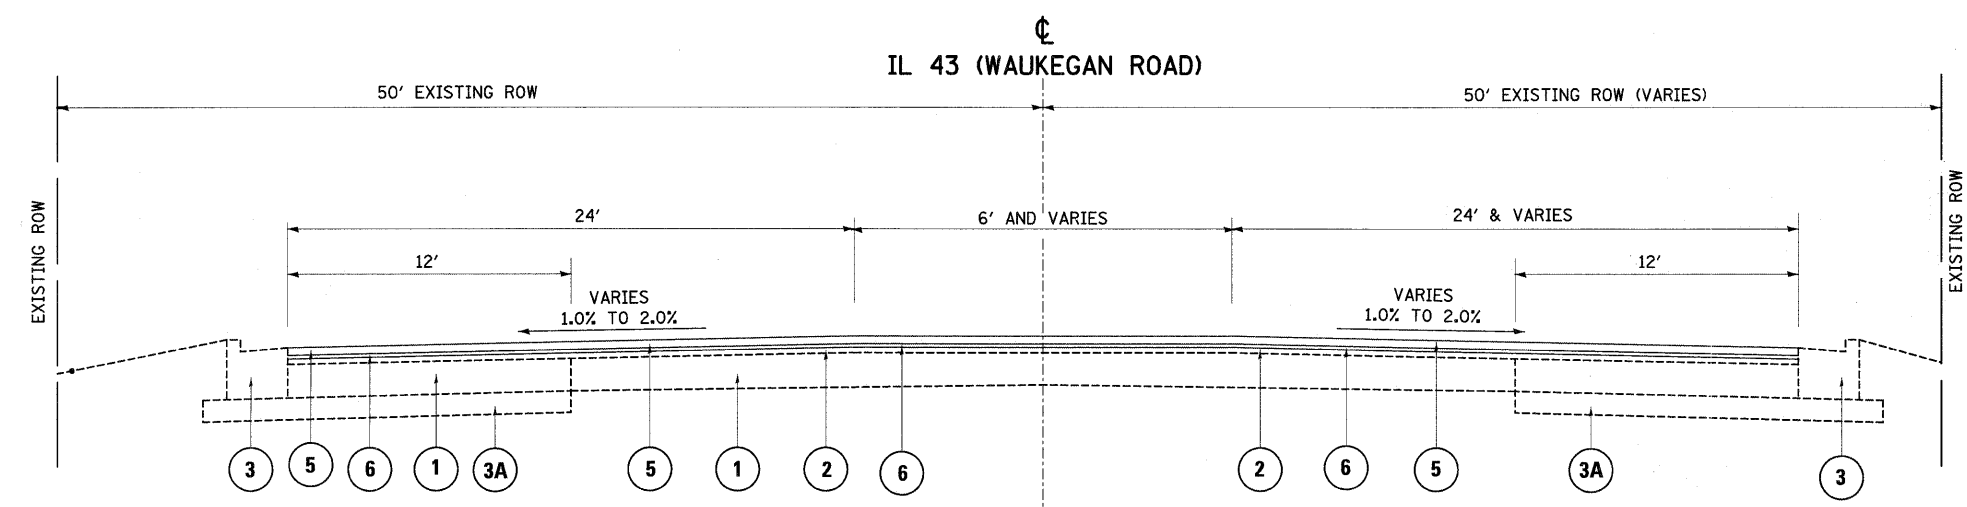 ℄
IL 43 (WAUKEGAN ROAD)
50' EXISTING ROW
50' EXISTING ROW (VARIES)
EXISTING ROW
EXISTING ROW
24'
6' AND VARIES
24' & VARIES
12'
12'
VARIES
1.0% TO 2.0%
VARIES
1.0% TO 2.0%
3
5
6
1
3A
5
1
2
6
2
6
5
3A
3